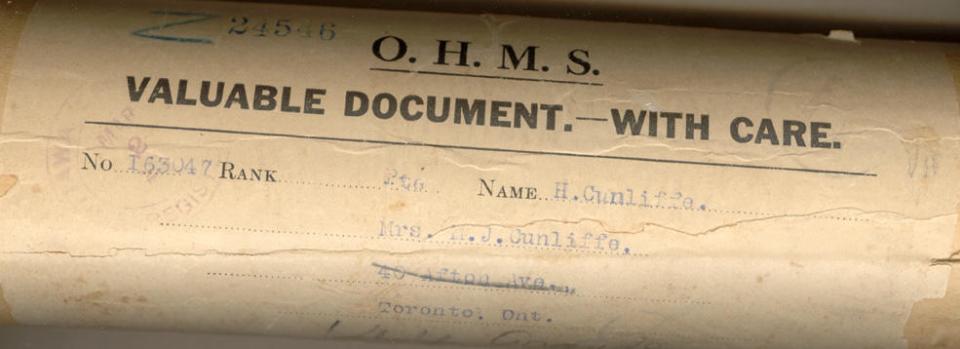 24546
O. H. M. S.
VALUABLE DOCUMENT.—WITH CARE.
No 163047 RANK Pte NAME H.Cunliffe.
Mrs. H.J.Cunliffe.
40 Afton Ave.,
Toronto. Ont.